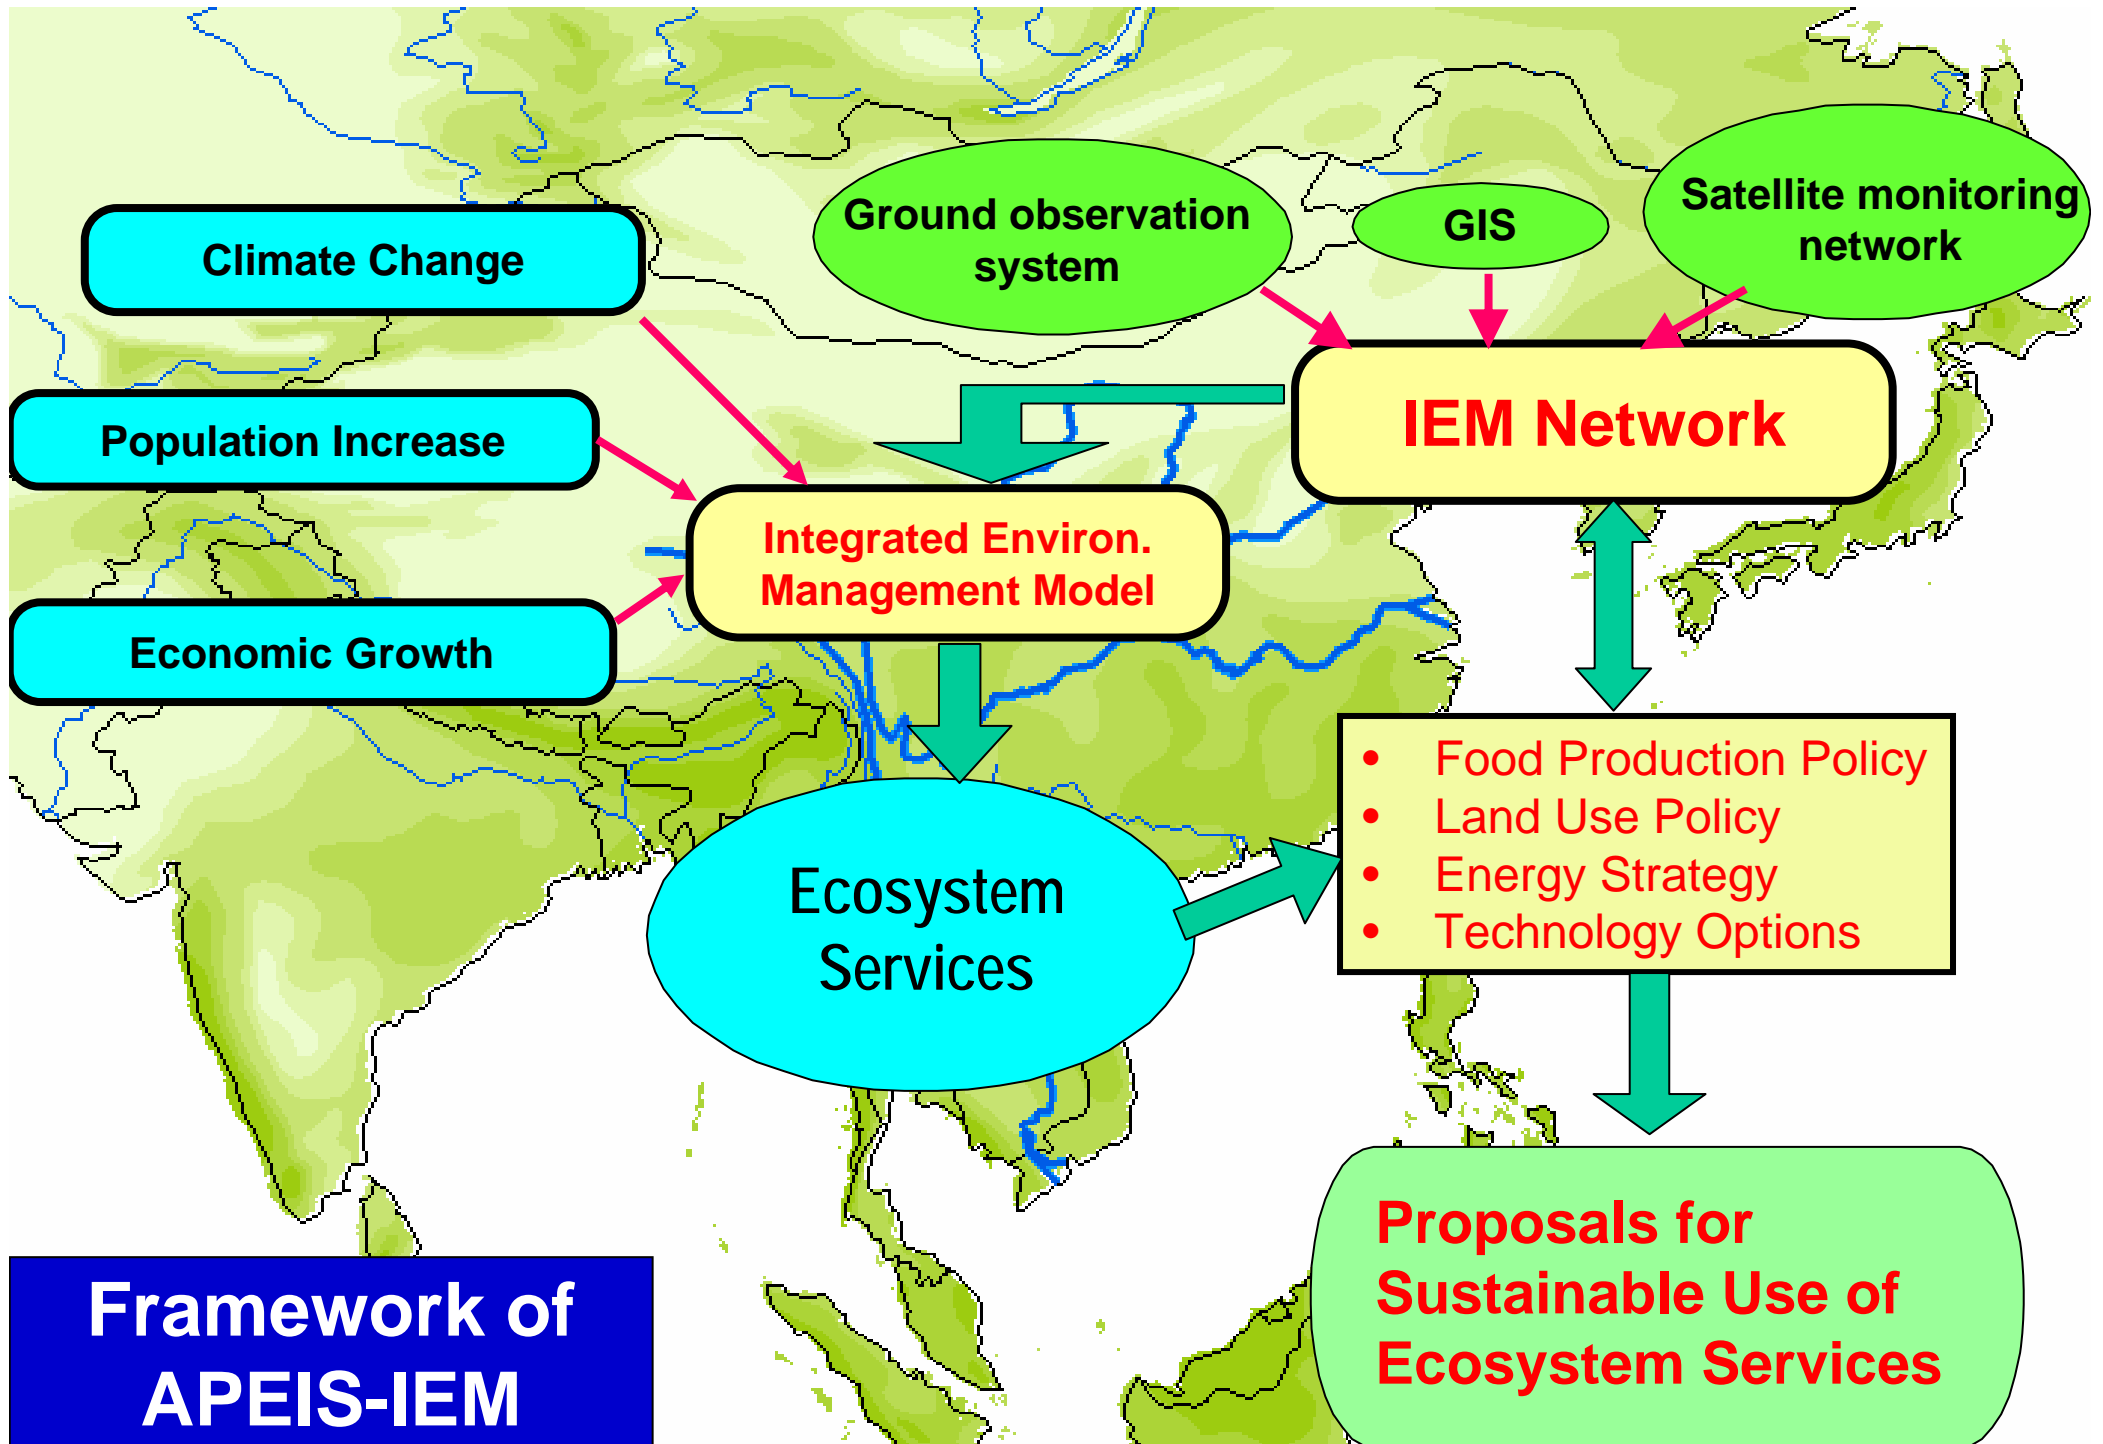 Ground observation
system
GIS
Satellite monitoring
network
Climate Change
IEM Network
Population Increase
Integrated Environ.
Management Model
Economic Growth
• Food Production Policy
• Land Use Policy
• Energy Strategy
• Technology Options
Ecosystem
Services
Proposals for
Sustainable Use of
Ecosystem Services
Framework of
APEIS-IEM